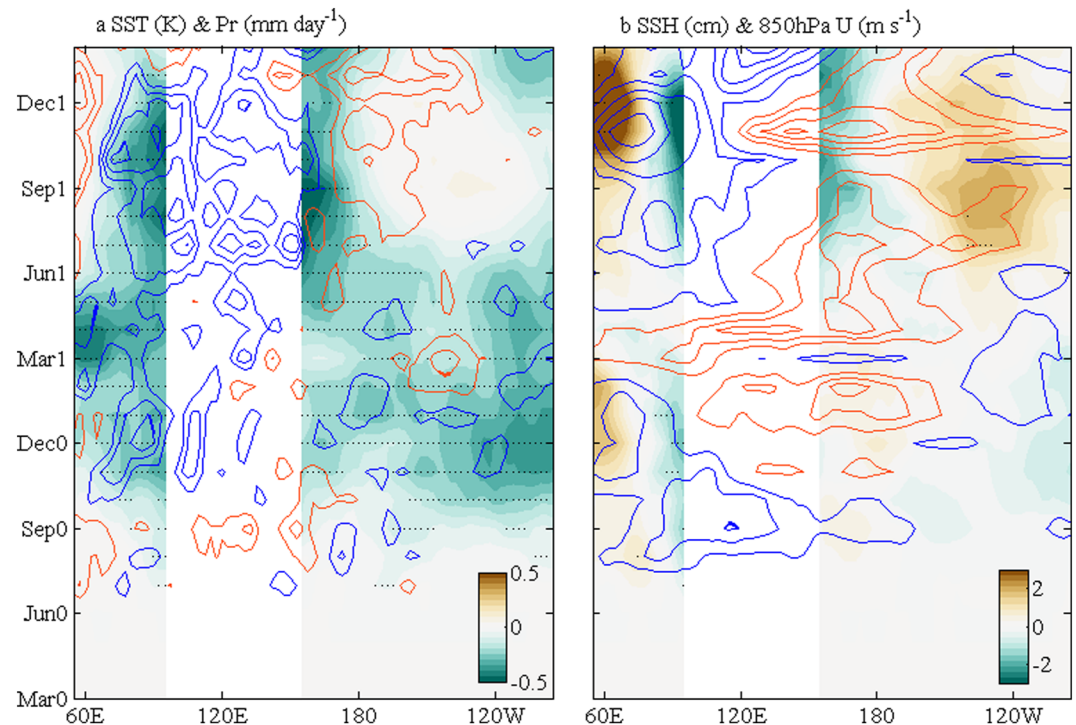 a SST (K) & Pr (mm day-1)
b SSH (cm) & 850hPa U (m s-1)
Dec1
Sep1
Jun1
Mar1
Dec0
Sep0
Jun0
Mar0
0.5
0
-0.5
2
0
-2
60E 120E 180 120W
60E 120E 180 120W